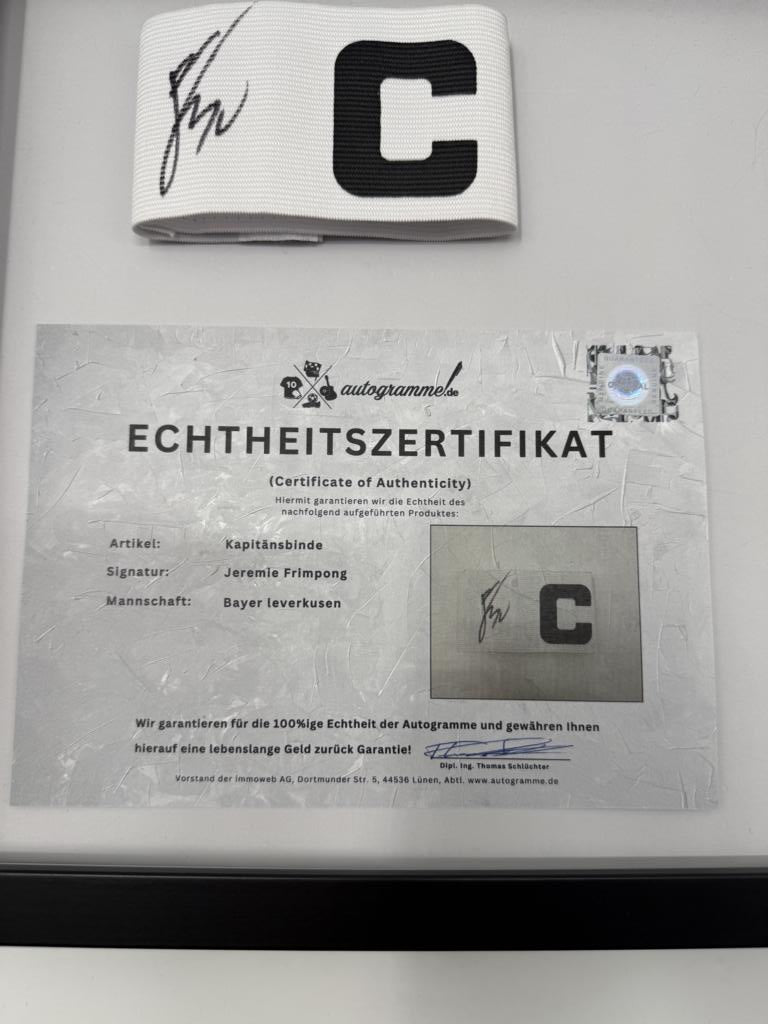 C
10
autogramme!.de
ECHTHEITSZERTIFIKAT
(Certificate of Authenticity)
Hiermit garantieren wir die Echtheit des
nachfolgend aufgeführten Produktes:
Artikel: Kapitänsbinde
Signatur: Jeremie Frimpong
Mannschaft: Bayer leverkusen
C
Wir garantieren für die 100%ige Echtheit der Autogramme und gewähren Ihnen
hierauf eine lebenslange Geld zurück Garantie!
Dipl. Ing. Thomas Schlüchter
Vorstand der immoweb AG, Dortmunder Str. 5, 44536 Lünen, Abtl. www.autogramme.de